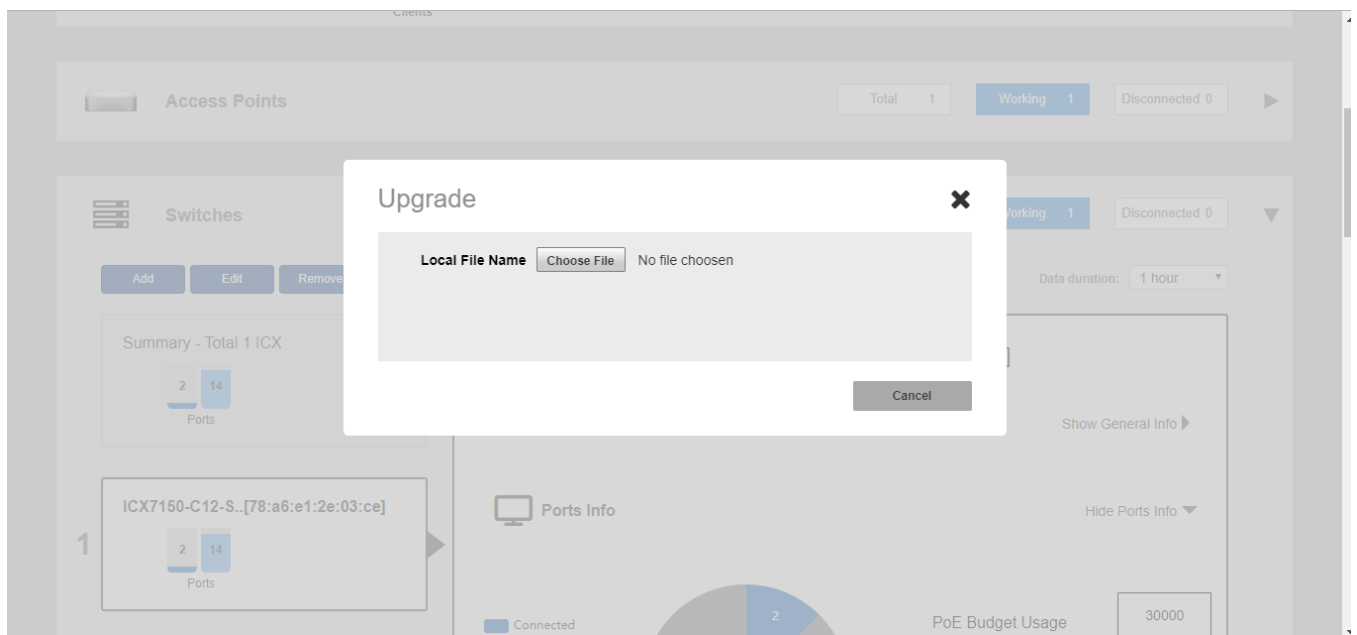 Clients
Access Points
Total 1
Working 1
Disconnected 0
Upgrade
Switches
Working 1
Disconnected 0
Local File Name Choose File No file choosen
Add
Edit
Remove
Data duration: 1 hour
Summary - Total 1 ICX
2 14
Ports
]
Cancel
Show General Info
ICX7150-C12-S..[78:a6:e1:2e:03:ce]
1
2 14
Ports
Ports Info
Hide Ports Info
Connected
2
PoE Budget Usage
30000